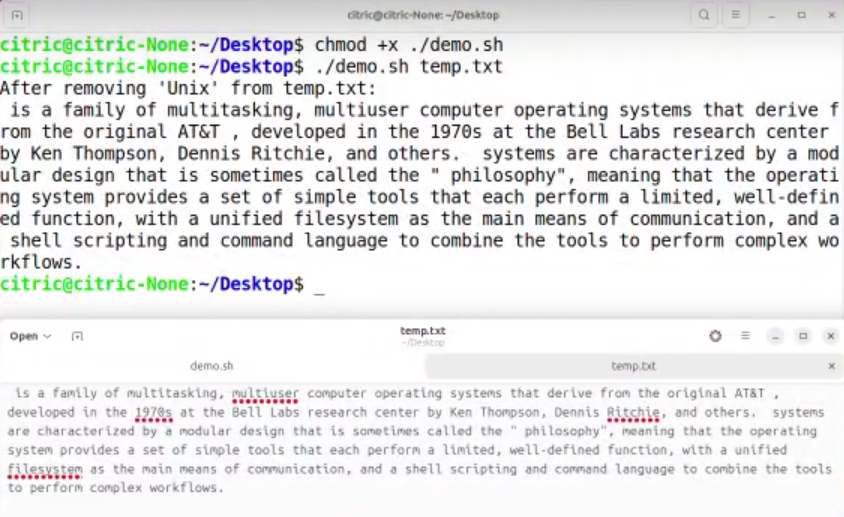 citric@citric-None:~/Desktop
citric@citric-None:~/Desktop$ chmod +x ./demo.sh
citric@citric-None:~/Desktop$ ./demo.sh temp.txt
After removing 'Unix' from temp.txt:
 is a family of multitasking, multiuser computer operating systems that derive f
rom the original AT&T , developed in the 1970s at the Bell Labs research center
by Ken Thompson, Dennis Ritchie, and others.  systems are characterized by a mod
ular design that is sometimes called the " philosophy", meaning that the operati
ng system provides a set of simple tools that each perform a limited, well-defin
ed function, with a unified filesystem as the main means of communication, and a
 shell scripting and command language to combine the tools to perform complex wo
rkflows.
citric@citric-None:~/Desktop$ _
Open
temp.txt
~/Desktop
demo.sh
temp.txt
 is a family of multitasking, multiuser computer operating systems that derive from the original AT&T ,
developed in the 1970s at the Bell Labs research center by Ken Thompson, Dennis Ritchie, and others.  systems
are characterized by a modular design that is sometimes called the " philosophy", meaning that the operating
system provides a set of simple tools that each perform a limited, well-defined function, with a unified
filesystem as the main means of communication, and a shell scripting and command language to combine the tools
to perform complex workflows.